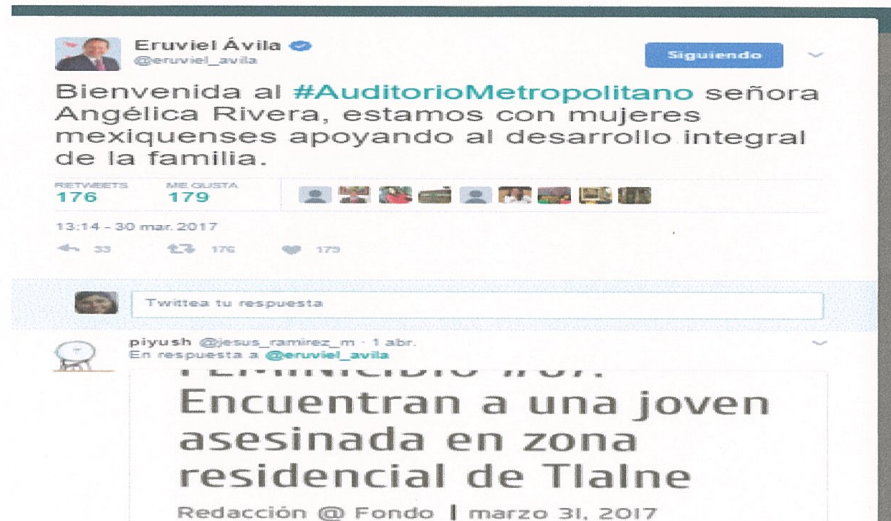 Eruviel Ávila
@eruviel_avila
Siguiendo
Bienvenida al #AuditorioMetropolitano señora
Angélica Rivera, estamos con mujeres
mexiquenses apoyando al desarrollo integral
de la familia.
RETWEETS ME GUSTA
176 179
13:14 - 30 mar. 2017
33 176 179
Twittea tu respuesta
piyush @jesus_ramirez_m · 1 abr.
En respuesta a @eruviel_avila
FEMINICIDIO
Encuentran a una joven
asesinada en zona
residencial de Tlalne
Redacción @ Fondo | marzo 31, 2017